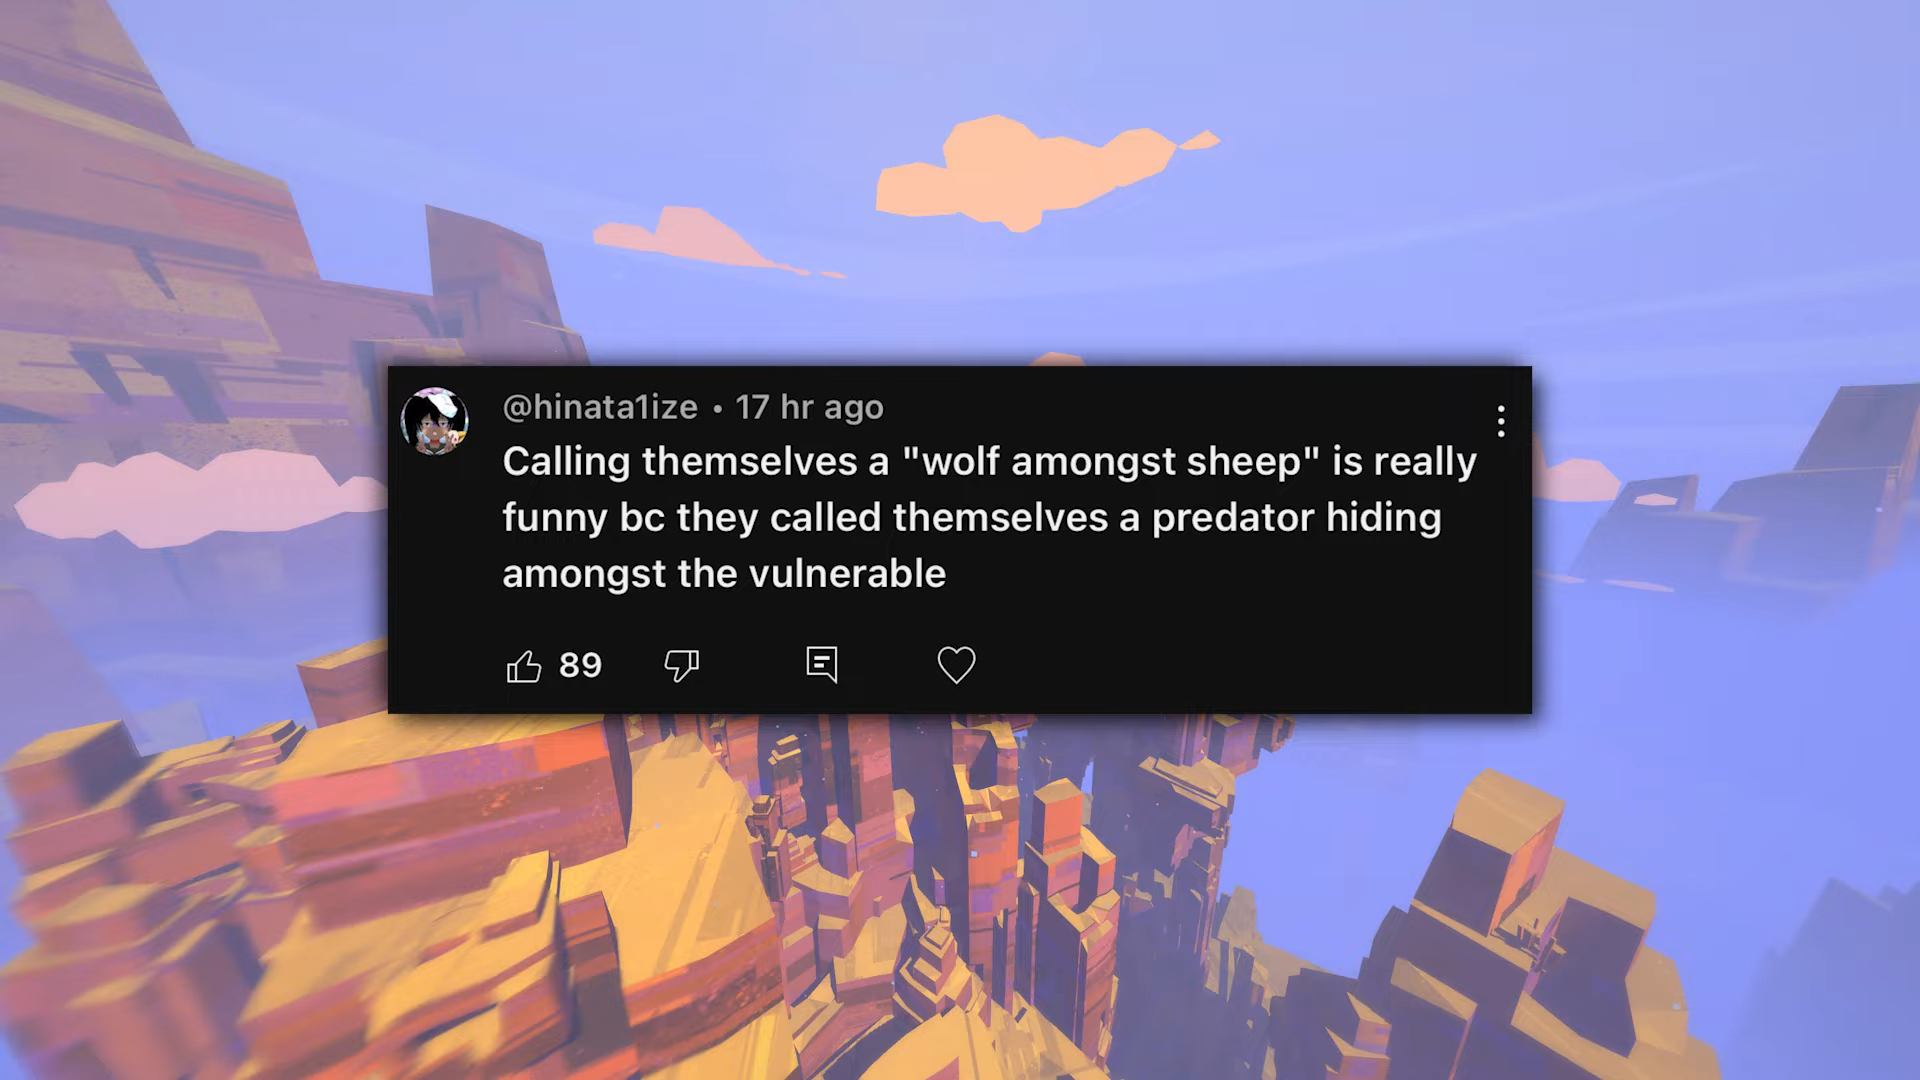 @hinata1ize • 17 hr ago
Calling themselves a "wolf amongst sheep" is really
funny bc they called themselves a predator hiding
amongst the vulnerable
89